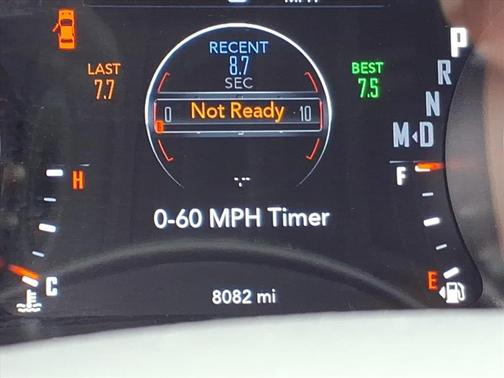 MPH
RECENT
8.7
SEC
LAST
7.7
BEST
7.5
0 Not Ready 10
0-60 MPH Timer
8082 mi
H
C
P
R
N
M D
F
E